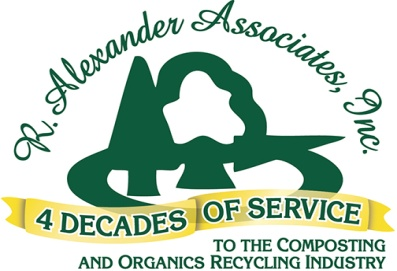 R. Alexander Associates, Inc.
4 DECADES OF SERVICE
TO THE COMPOSTING
AND ORGANICS RECYCLING INDUSTRY